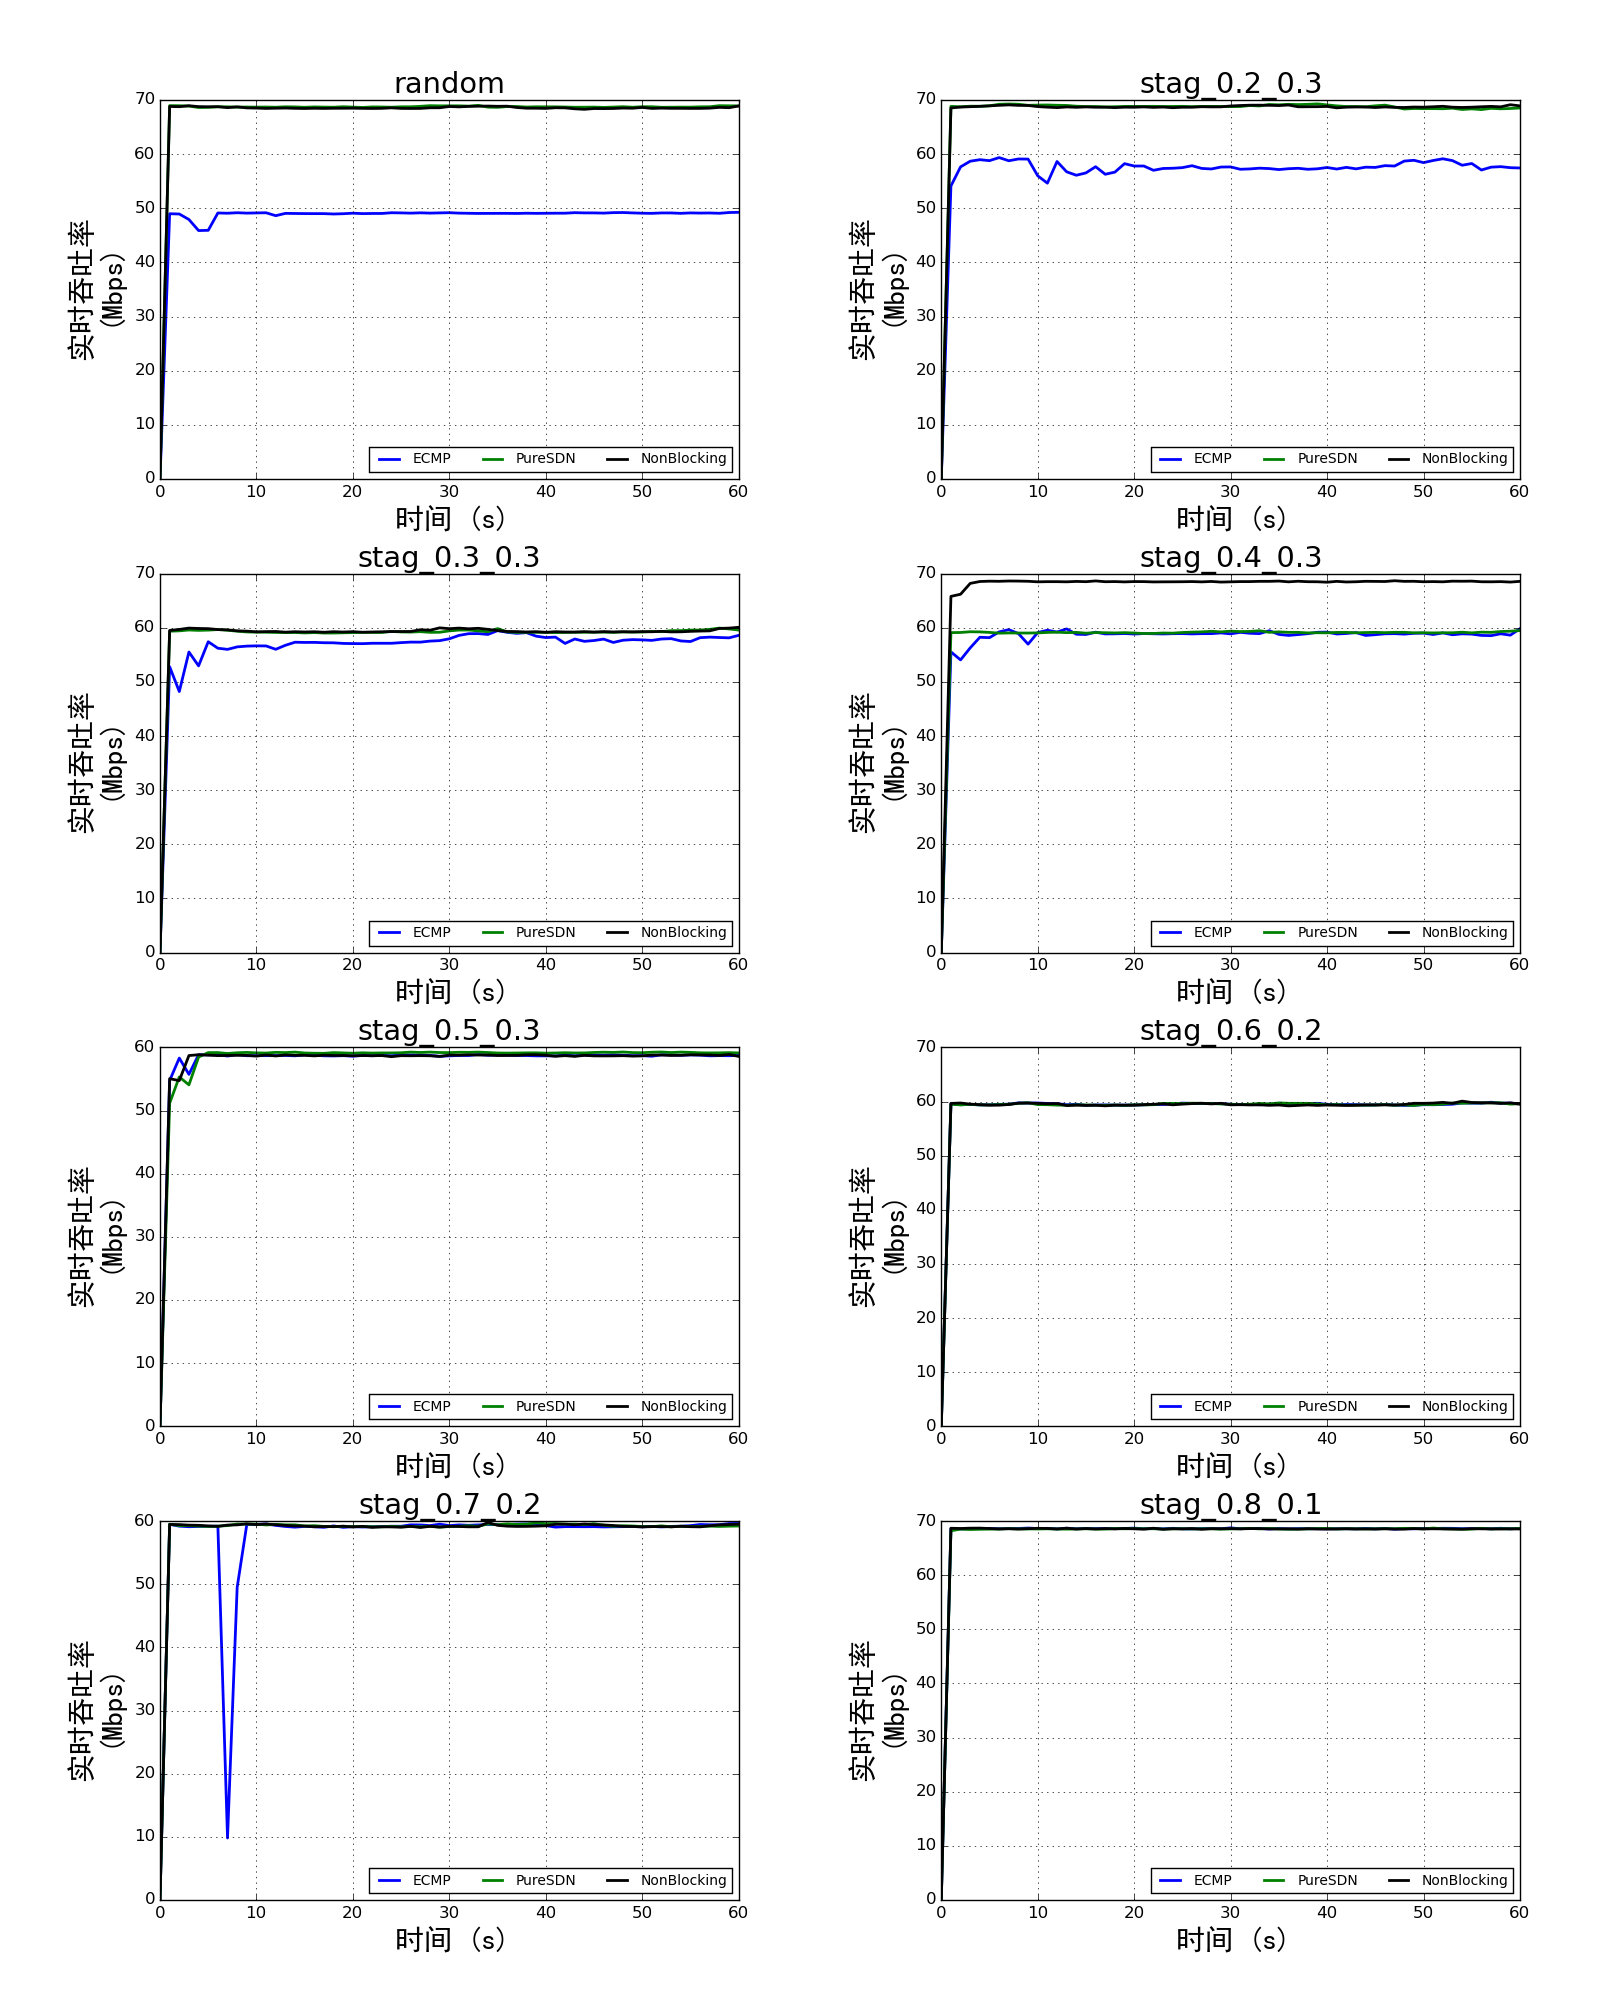 random
70
60
50
40
30
20
10
0
实时吞吐率
(Mbps)
ECMP PureSDN NonBlocking
0 10 20 30 40 50 60
时间 (s)
stag_0.2_0.3
70
60
50
40
30
20
10
0
实时吞吐率
(Mbps)
ECMP PureSDN NonBlocking
0 10 20 30 40 50 60
时间 (s)
stag_0.3_0.3
70
60
50
40
30
20
10
0
实时吞吐率
(Mbps)
ECMP PureSDN NonBlocking
0 10 20 30 40 50 60
时间 (s)
stag_0.4_0.3
70
60
50
40
30
20
10
0
实时吞吐率
(Mbps)
ECMP PureSDN NonBlocking
0 10 20 30 40 50 60
时间 (s)
stag_0.5_0.3
60
50
40
30
20
10
0
实时吞吐率
(Mbps)
ECMP PureSDN NonBlocking
0 10 20 30 40 50 60
时间 (s)
stag_0.6_0.2
70
60
50
40
30
20
10
0
实时吞吐率
(Mbps)
ECMP PureSDN NonBlocking
0 10 20 30 40 50 60
时间 (s)
stag_0.7_0.2
60
50
40
30
20
10
0
实时吞吐率
(Mbps)
ECMP PureSDN NonBlocking
0 10 20 30 40 50 60
时间 (s)
stag_0.8_0.1
70
60
50
40
30
20
10
0
实时吞吐率
(Mbps)
ECMP PureSDN NonBlocking
0 10 20 30 40 50 60
时间 (s)